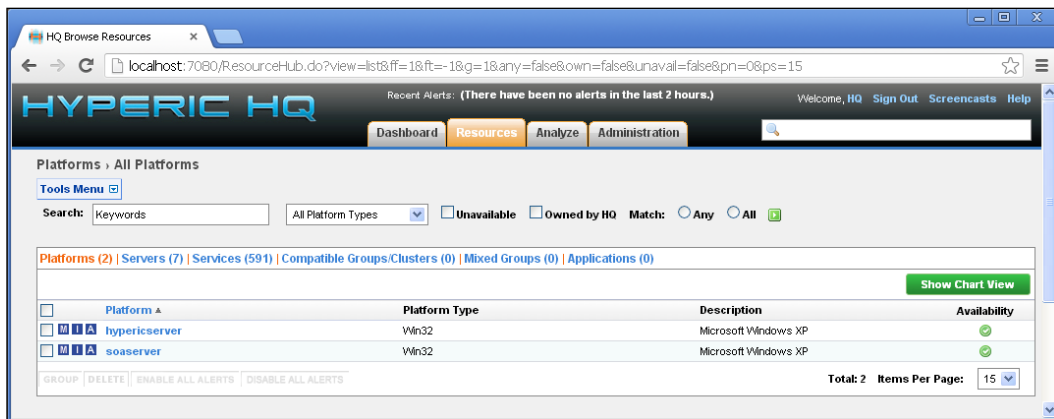 HQ Browse Resources
localhost:7080/ResourceHub.do?view=list&ff=1&ft=-1&g=1&any=false&own=false&unavail=false&pn=0&ps=15
HYPERIC HQ
Recent Alerts: (There have been no alerts in the last 2 hours.)
Welcome, HQ Sign Out Screencasts Help
Dashboard Resources Analyze Administration
Platforms › All Platforms
Tools Menu
Search: Keywords All Platform Types Unavailable Owned by HQ Match: Any All
Platforms (2) | Servers (7) | Services (591) | Compatible Groups/Clusters (0) | Mixed Groups (0) | Applications (0)
Show Chart View
Platform Platform Type Description Availability
M I A hypericserver Win32 Microsoft Windows XP
M I A soaserver Win32 Microsoft Windows XP
GROUP DELETE ENABLE ALL ALERTS DISABLE ALL ALERTS Total: 2 Items Per Page: 15